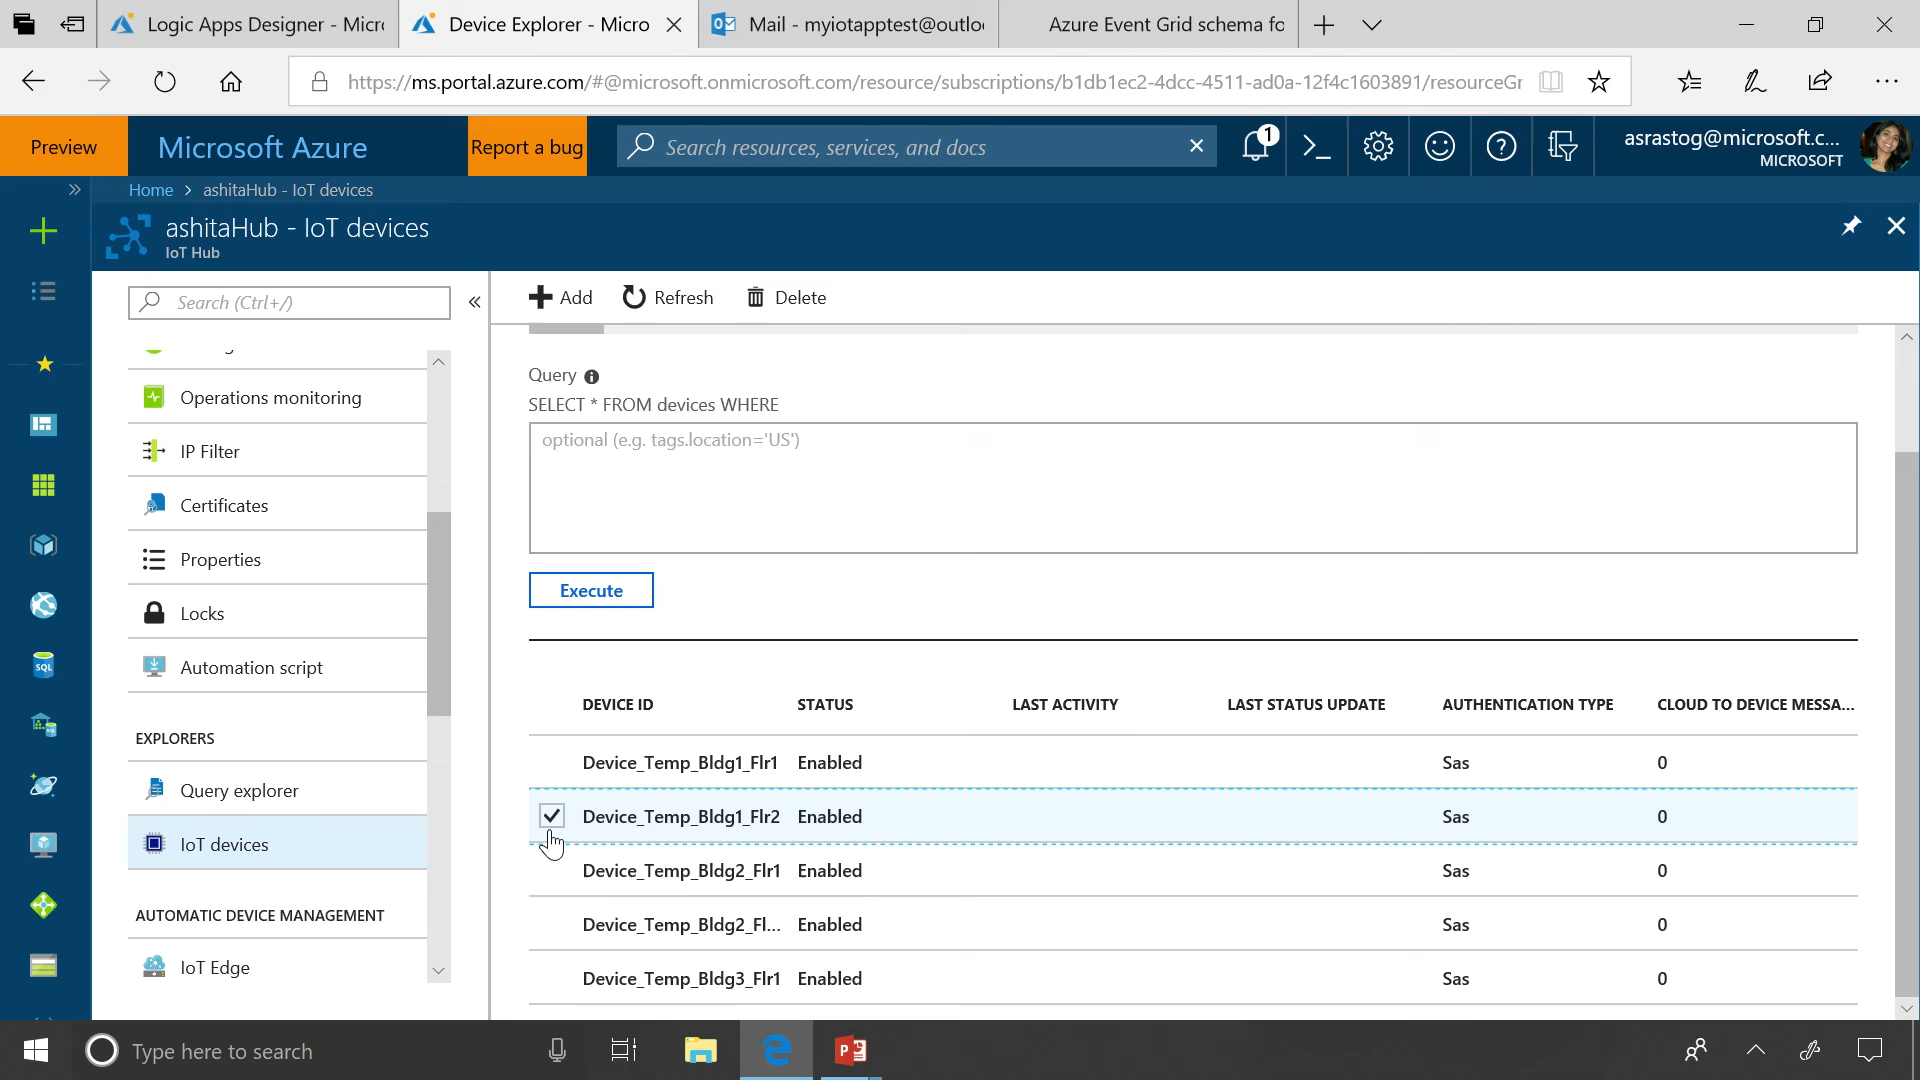 Logic Apps Designer - Micro
Device Explorer - Micro
Mail - myiotapptest@outloo
Azure Event Grid schema fo
https://ms.portal.azure.com/#@microsoft.onmicrosoft.com/resource/subscriptions/b1db1ec2-4dcc-4511-ad0a-12f4c1603891/resourceGr
Preview
Microsoft Azure
Report a bug
Search resources, services, and docs
1
asrastog@microsoft.c...
MICROSOFT
Home > ashitaHub - IoT devices
ashitaHub - IoT devices
IoT Hub
Search (Ctrl+/)
Operations monitoring
IP Filter
Certificates
Properties
Locks
Automation script
EXPLORERS
Query explorer
IoT devices
AUTOMATIC DEVICE MANAGEMENT
IoT Edge
SQL
Add
Refresh
Delete
Query
SELECT * FROM devices WHERE
optional (e.g. tags.location='US')
Execute
DEVICE ID STATUS LAST ACTIVITY LAST STATUS UPDATE AUTHENTICATION TYPE CLOUD TO DEVICE MESSA...
Device_Temp_Bldg1_Flr1 Enabled Sas 0
Device_Temp_Bldg1_Flr2 Enabled Sas 0
Device_Temp_Bldg2_Flr1 Enabled Sas 0
Device_Temp_Bldg2_Fl... Enabled Sas 0
Device_Temp_Bldg3_Flr1 Enabled Sas 0
Type here to search